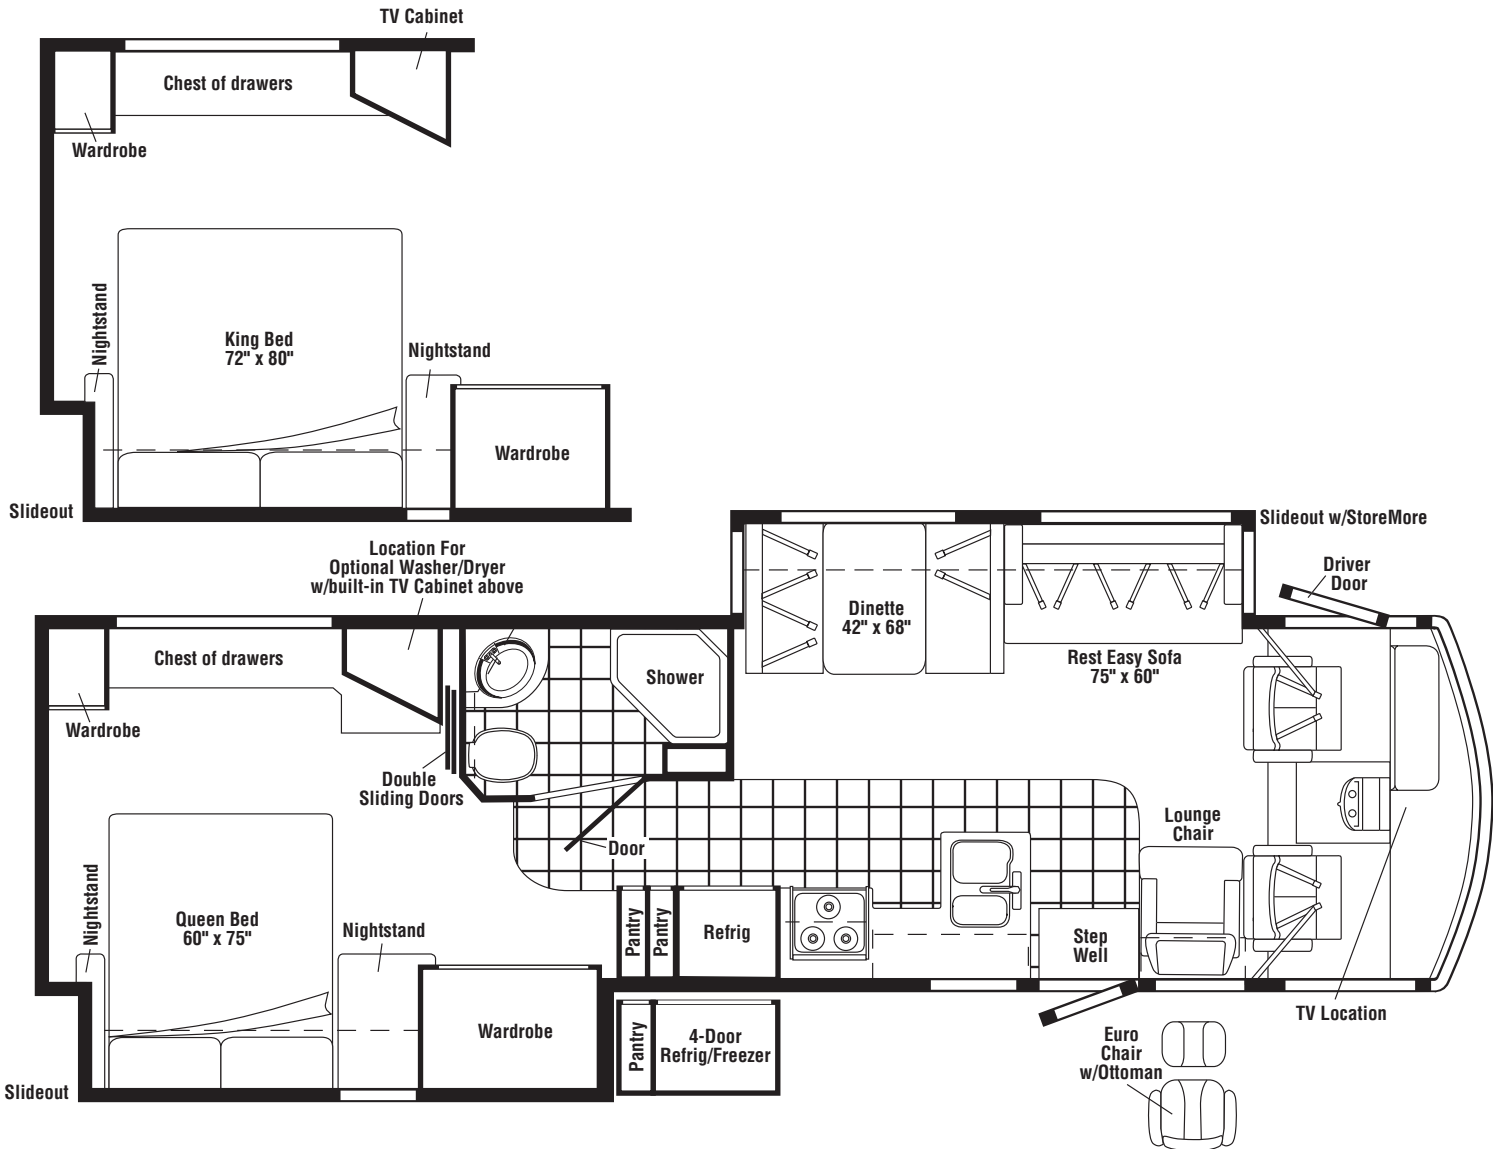 TV Cabinet
Chest of drawers
Wardrobe
Nightstand
King Bed
72" x 80"
Nightstand
Wardrobe
Slideout
Location For
Optional Washer/Dryer
w/built-in TV Cabinet above
Slideout w/StoreMore
Driver
Door
Dinette
42" x 68"
Rest Easy Sofa
75" x 60"
Chest of drawers
Shower
Wardrobe
Double
Sliding Doors
Door
Lounge
Chair
Nightstand
Queen Bed
60" x 75"
Nightstand
Pantry
Pantry
Refrig
Step
Well
TV Location
Wardrobe
Pantry
4-Door
Refrig/Freezer
Euro
Chair
w/Ottoman
Slideout